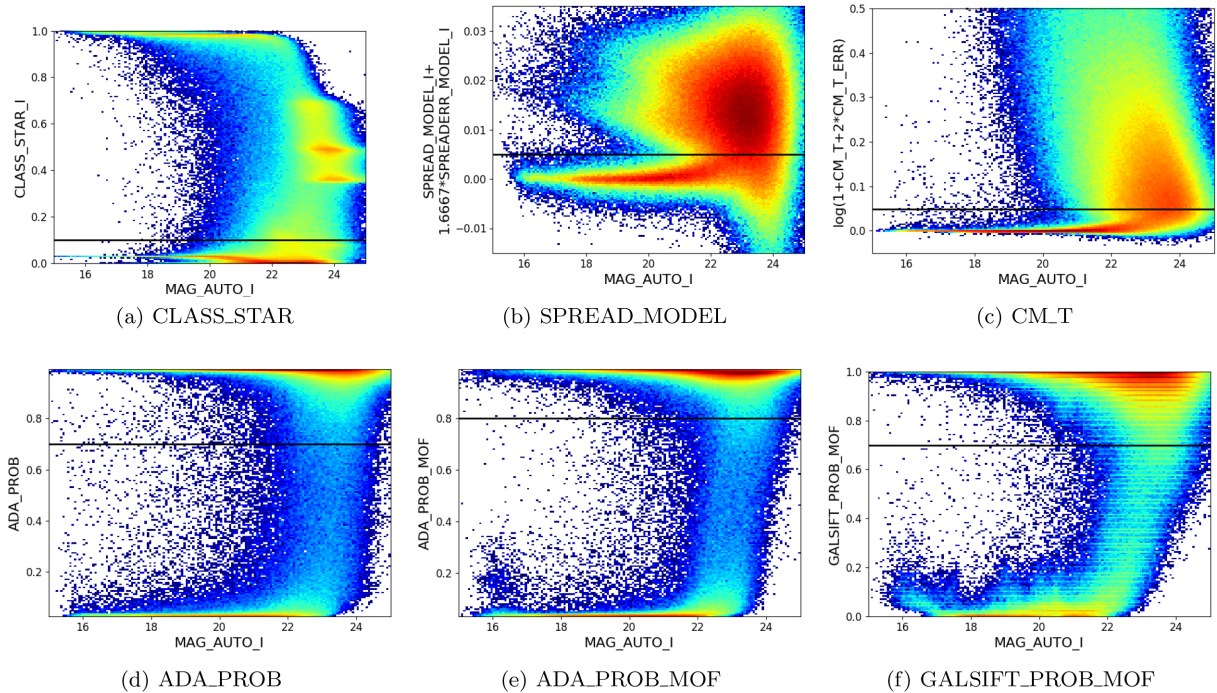 1.0
0.8
0.6
0.4
0.2
0.0
CLASS_STAR_I
16 18 20 22 24
MAG_AUTO_I
(a) CLASS_STAR
0.03
0.02
0.01
0.00
−0.01
SPREAD_MODEL_I+
1.6667*SPREADERR_MODEL_I
16 18 20 22 24
MAG_AUTO_I
(b) SPREAD_MODEL
0.5
0.4
0.3
0.2
0.1
0.0
log(1+CM_T+2*CM_T_ERR)
16 18 20 22 24
MAG_AUTO_I
(c) CM_T
0.8
0.6
0.4
0.2
ADA_PROB
16 18 20 22 24
MAG_AUTO_I
(d) ADA_PROB
0.8
0.6
0.4
0.2
ADA_PROB_MOF
16 18 20 22 24
MAG_AUTO_I
(e) ADA_PROB_MOF
1.0
0.8
0.6
0.4
0.2
0.0
GALSIFT_PROB_MOF
16 18 20 22 24
MAG_AUTO_I
(f) GALSIFT_PROB_MOF